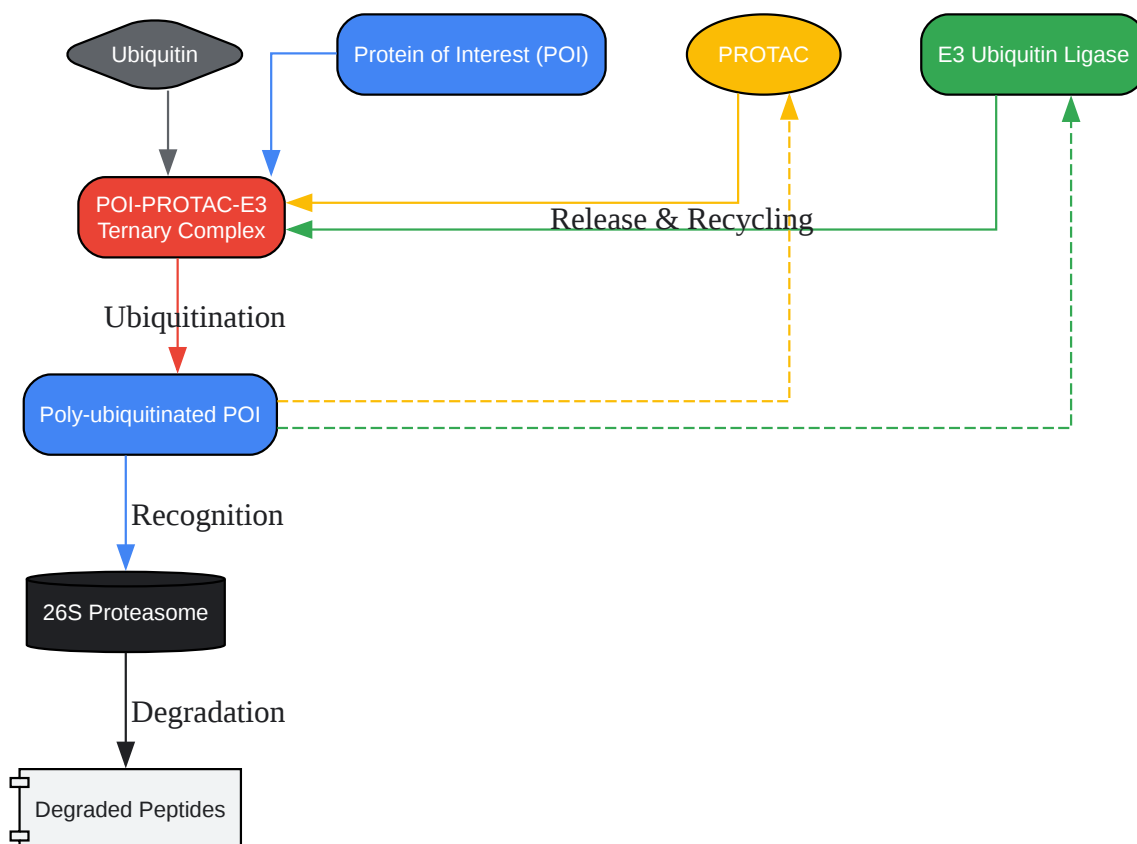 Ubiquitin
Protein of Interest (POI)
PROTAC
E3 Ubiquitin Ligase
POI-PROTAC-E3
Ternary Complex
Release & Recycling
Ubiquitination
Poly-ubiquitinated POI
Recognition
26S Proteasome
Degradation
Degraded Peptides